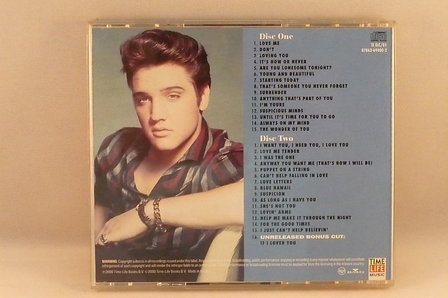 Disc One
1. LOVE ME
2. DON'T
3. LOVING YOU
4. IT'S NOW OR NEVER
5. ARE YOU LONESOME TONIGHT?
6. YOUNG AND BEAUTIFUL
7. STARTING TODAY
8. THAT'S SOMEONE YOU NEVER FORGET
9. SURRENDER
10. ANYTHING THAT'S PART OF YOU
11. I'M YOURS
12. SUSPICIOUS MINDS
13. UNTIL IT'S TIME FOR YOU TO GO
14. ALWAYS ON MY MIND
15. THE WONDER OF YOU
Disc Two
1. I WANT YOU, I NEED YOU, I LOVE YOU
2. LOVE ME TENDER
3. I WAS THE ONE
4. ANYWAY YOU WANT ME (THAT'S HOW I WILL BE)
5. PUPPET ON A STRING
6. CAN'T HELP FALLING IN LOVE
7. LOVE LETTERS
8. BLUE HAWAII
9. SUSPICION
10. AS LONG AS I HAVE YOU
11. SHE'S NOT YOU
12. LOVIN' ARMS
13. HELP ME MAKE IT THROUGH THE NIGHT
14. FOR THE GOOD TIMES
15. I JUST CAN'T HELP BELIEVIN'
UNRELEASED BONUS CUT:
IF I LOVED YOU
TIME
LIFE
MUSIC